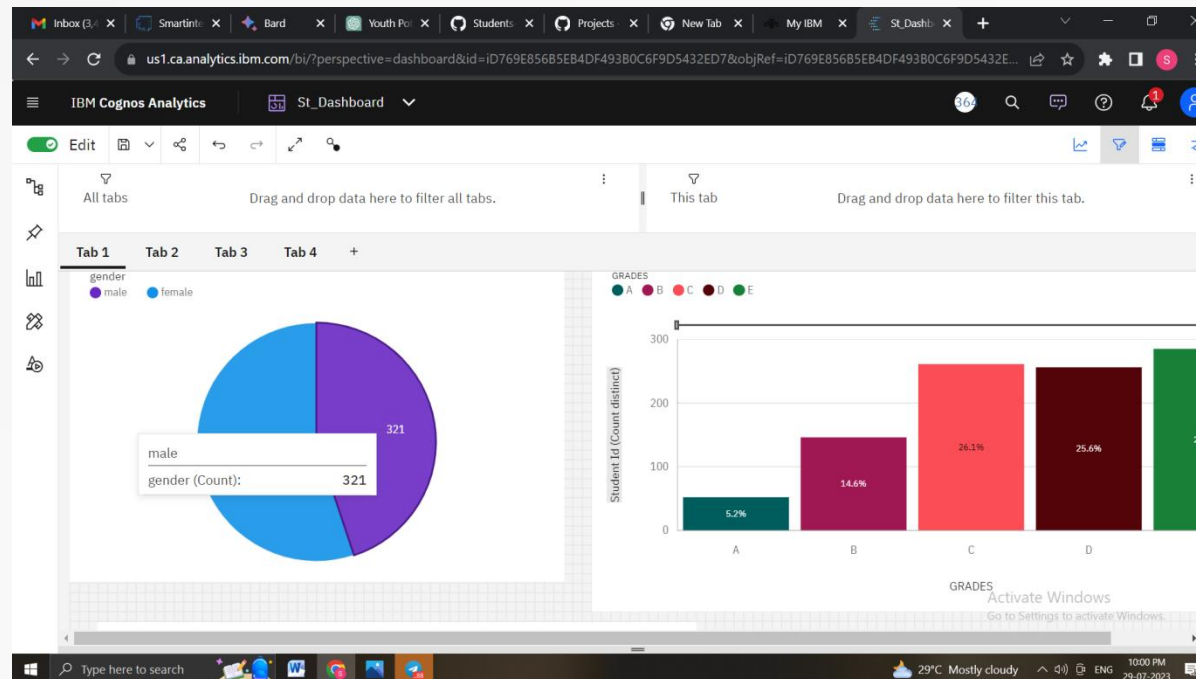 Inbox (3,4
Smartinte
Bard
Youth Po
Students
Projects
New Tab
My IBM
St_Dashb
us1.ca.analytics.ibm.com/bi/?perspective=dashboard&id=iD769E856B5EB4DF493B0C6F9D5432ED7&objRef=iD769E856B5EB4DF493B0C6F9D5432E...
S
IBM Cognos Analytics
St_Dashboard
364
1
Edit
All tabs
Drag and drop data here to filter all tabs.
This tab
Drag and drop data here to filter this tab.
Tab 1
Tab 2
Tab 3
Tab 4
+
gender
male female
321
male
gender (Count): 321
GRADES
A B C D E
Student Id (Count distinct)
300
200
100
0
5.2%
14.6%
26.1%
25.6%
A
B
C
D
GRADES
Activate Windows
Go to Settings to activate Windows.
Type here to search
29°C Mostly cloudy
ENG
10:00 PM
29-07-2023